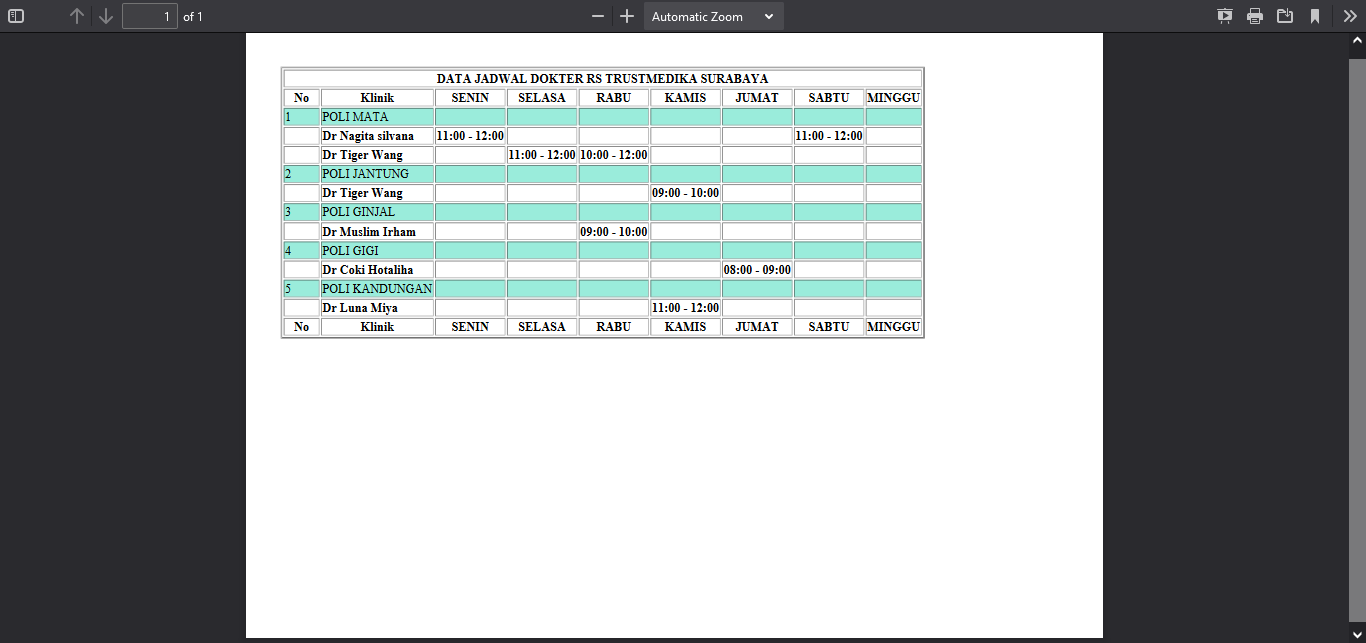 1 of 1 Automatic Zoom
DATA JADWAL DOKTER RS TRUSTMEDIKA SURABAYA
No Klinik SENIN SELASA RABU KAMIS JUMAT SABTU MINGGU
1 POLI MATA
Dr Nagita silvana 11:00 - 12:00 11:00 - 12:00
Dr Tiger Wang 11:00 - 12:00 10:00 - 12:00
2 POLI JANTUNG
Dr Tiger Wang 09:00 - 10:00
3 POLI GINJAL
Dr Muslim Irham 09:00 - 10:00
4 POLI GIGI
Dr Coki Hotaliha 08:00 - 09:00
5 POLI KANDUNGAN
Dr Luna Miya 11:00 - 12:00
No Klinik SENIN SELASA RABU KAMIS JUMAT SABTU MINGGU